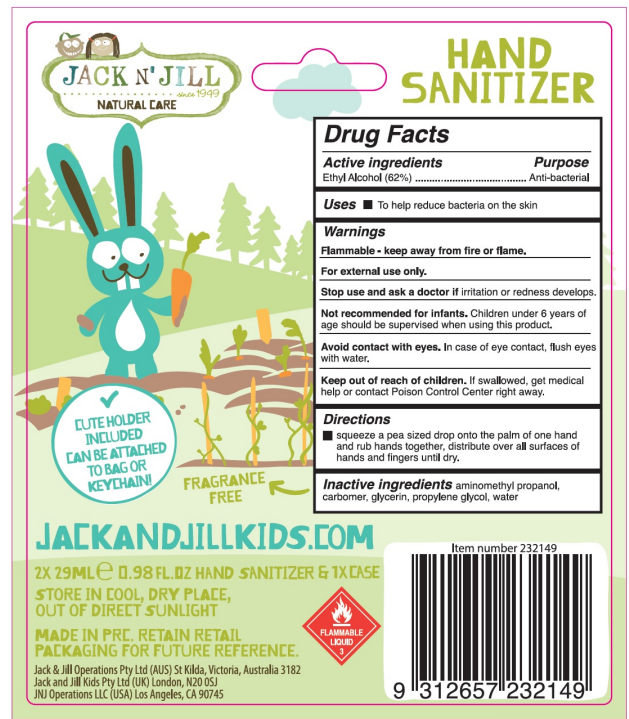 JACK N' JILL
since 1949
NATURAL CARE
HAND
SANITIZER
Drug Facts
Active ingredients Purpose
Ethyl Alcohol (62%) ................................ Anti-bacterial
Uses ■ To help reduce bacteria on the skin
Warnings
Flammable - keep away from fire or flame.
For external use only.
Stop use and ask a doctor if irritation or redness develops.
Not recommended for infants. Children under 6 years of
age should be supervised when using this product.
Avoid contact with eyes. In case of eye contact, flush eyes
with water.
Keep out of reach of children. If swallowed, get medical
help or contact Poison Control Center right away.
Directions
■ squeeze a pea sized drop onto the palm of one hand
and rub hands together, distribute over all surfaces of
hands and fingers until dry.
Inactive ingredients aminomethyl propanol,
carbomer, glycerin, propylene glycol, water
CUTE HOLDER
INCLUDED
CAN BE ATTACHED
TO BAG OR
KEYCHAIN!
FRAGRANCE
FREE
JACKANDJILLKIDS.COM
2X 29ML℮ 0.98 FL.OZ HAND SANITIZER & 1X CASE
STORE IN COOL, DRY PLACE,
OUT OF DIRECT SUNLIGHT
MADE IN PRC. RETAIN RETAIL
PACKAGING FOR FUTURE REFERENCE.
Jack & Jill Operations Pty Ltd (AUS) St Kilda, Victoria, Australia 3182
Jack and Jill Kids Pty Ltd (UK) London, N20 0SJ
JNJ Operations LLC (USA) Los Angeles, CA 90745
FLAMMABLE
LIQUID
3
Item number 232149
9 312657 232149